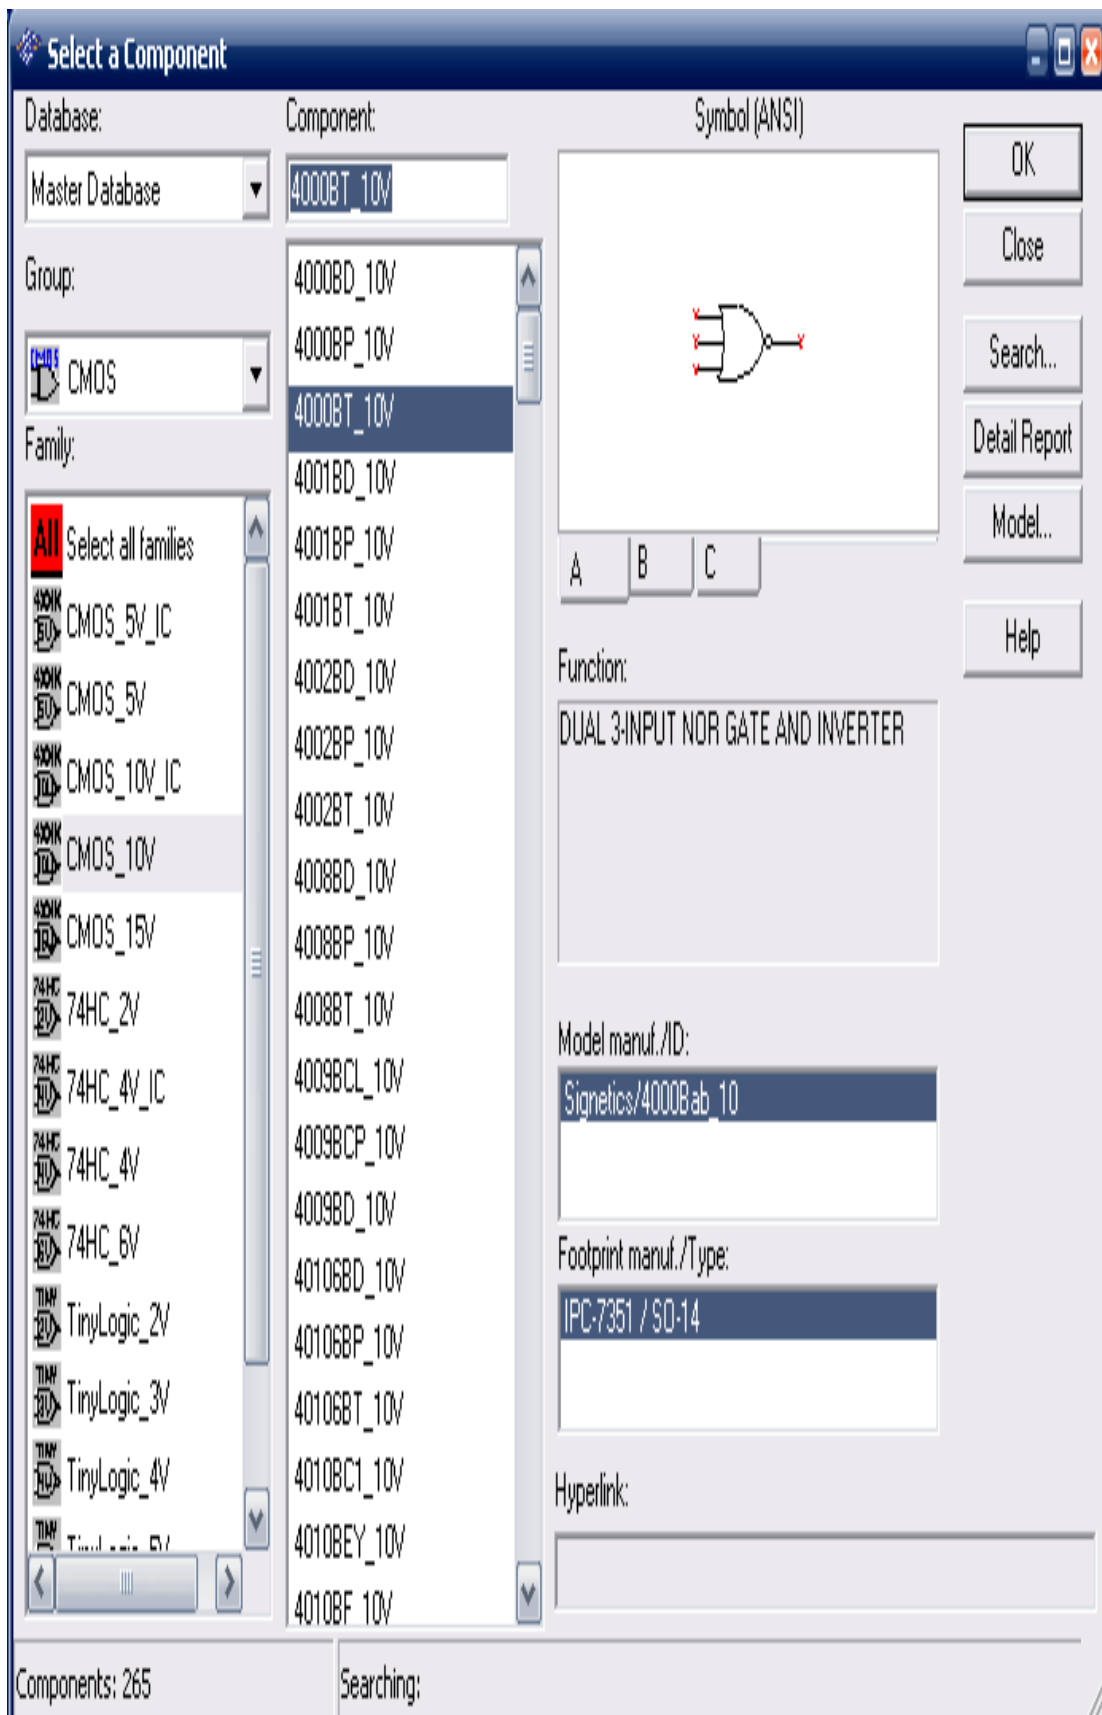 Select a Component
Database:
Master Database
Group:
CMOS
CMOS
Family:
All Select all families
CMOS_5V_IC
CMOS_5V
CMOS_10V_IC
CMOS_10V
CMOS_15V
74HC_2V
74HC_4V_IC
74HC_4V
74HC_6V
TinyLogic_2V
TinyLogic_3V
TinyLogic_4V
TinyLogic_5V
Component:
4000BT_10V
4000BD_10V
4000BP_10V
4000BT_10V
4001BD_10V
4001BP_10V
4001BT_10V
4002BD_10V
4002BP_10V
4002BT_10V
4008BD_10V
4008BP_10V
4008BT_10V
4009BCL_10V
4009BCP_10V
4009BD_10V
40106BD_10V
40106BP_10V
40106BT_10V
4010BC1_10V
4010BEY_10V
4010BF_10V
Symbol (ANSI)
A B C
Function:
DUAL 3-INPUT NOR GATE AND INVERTER
Model manuf./ID:
Signetics/4000Bab_10
Footprint manuf./Type:
IPC-7351 / SO-14
Hyperlink:
OK
Close
Search...
Detail Report
Model...
Help
Components: 265
Searching: